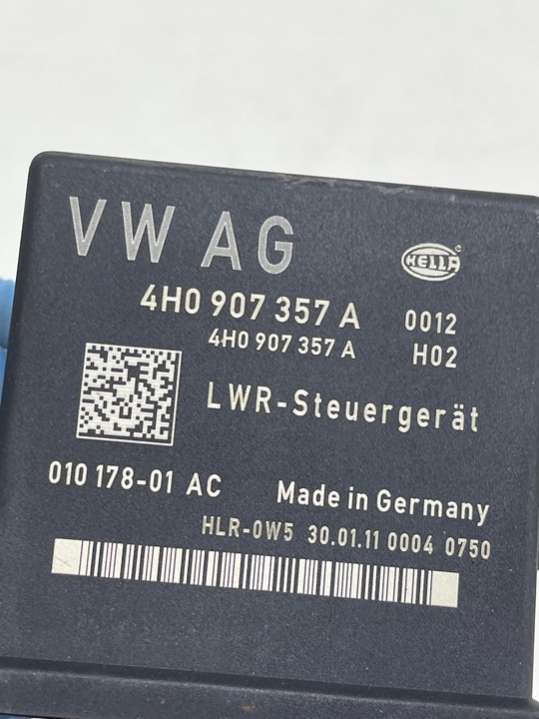 VW AG
HELLA
4H0 907 357 A 0012
4H0 907 357 A H02
LWR-Steuergerät
010 178-01 AC Made in Germany
HLR-0W5 30.01.11 0004 0750